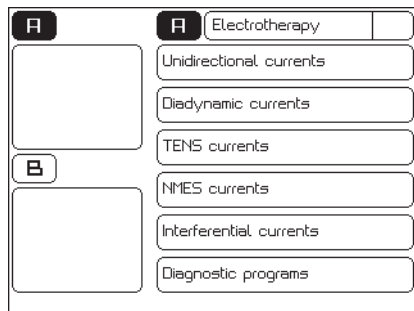 A
A Electrotherapy
Unidirectional currents
Diadynamic currents
TENS currents
B
NMES currents
Interferential currents
Diagnostic programs